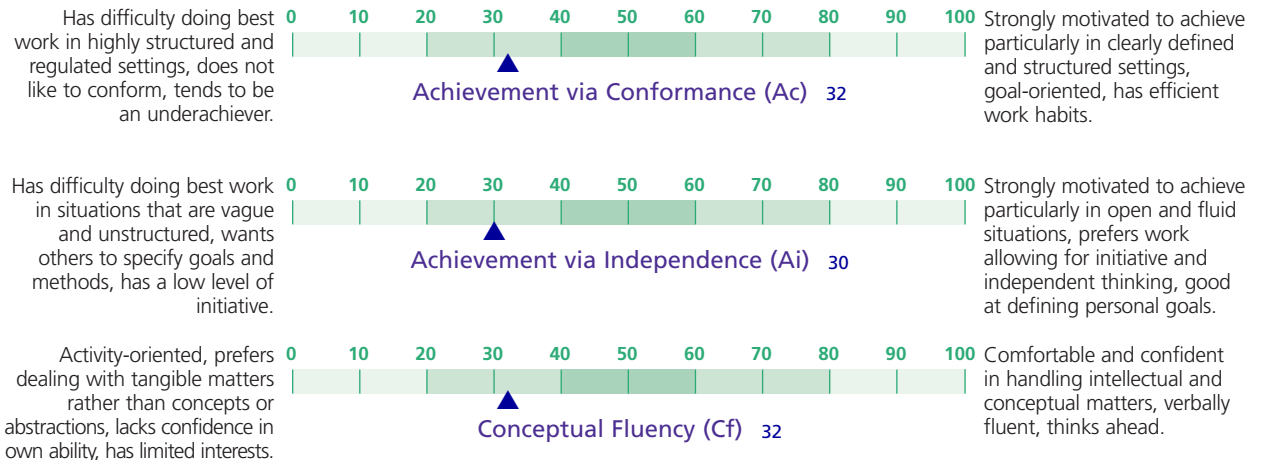 Has difficulty doing best
work in highly structured and
regulated settings, does not
like to conform, tends to be
an underachiever.
0 10 20 30 40 50 60 70 80 90 100
Strongly motivated to achieve
particularly in clearly defined
and structured settings,
goal-oriented, has efficient
work habits.
Achievement via Conformance (Ac) 32
Has difficulty doing best work
in situations that are vague
and unstructured, wants
others to specify goals and
methods, has a low level of
initiative.
0 10 20 30 40 50 60 70 80 90 100
Strongly motivated to achieve
particularly in open and fluid
situations, prefers work
allowing for initiative and
independent thinking, good
at defining personal goals.
Achievement via Independence (Ai) 30
Activity-oriented, prefers
dealing with tangible matters
rather than concepts or
abstractions, lacks confidence in
own ability, has limited interests.
0 10 20 30 40 50 60 70 80 90 100
Comfortable and confident
in handling intellectual and
conceptual matters, verbally
fluent, thinks ahead.
Conceptual Fluency (Cf) 32